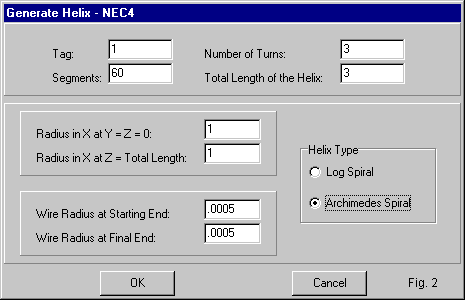 Generate Helix - NEC4
Tag: 1 Number of Turns: 3
Segments: 60 Total Length of the Helix: 3
Radius in X at Y = Z = 0: 1
Radius in X at Z = Total Length: 1
Helix Type
Log Spiral
Archimedes Spiral
Wire Radius at Starting End: .0005
Wire Radius at Final End: .0005
OK Cancel Fig. 2